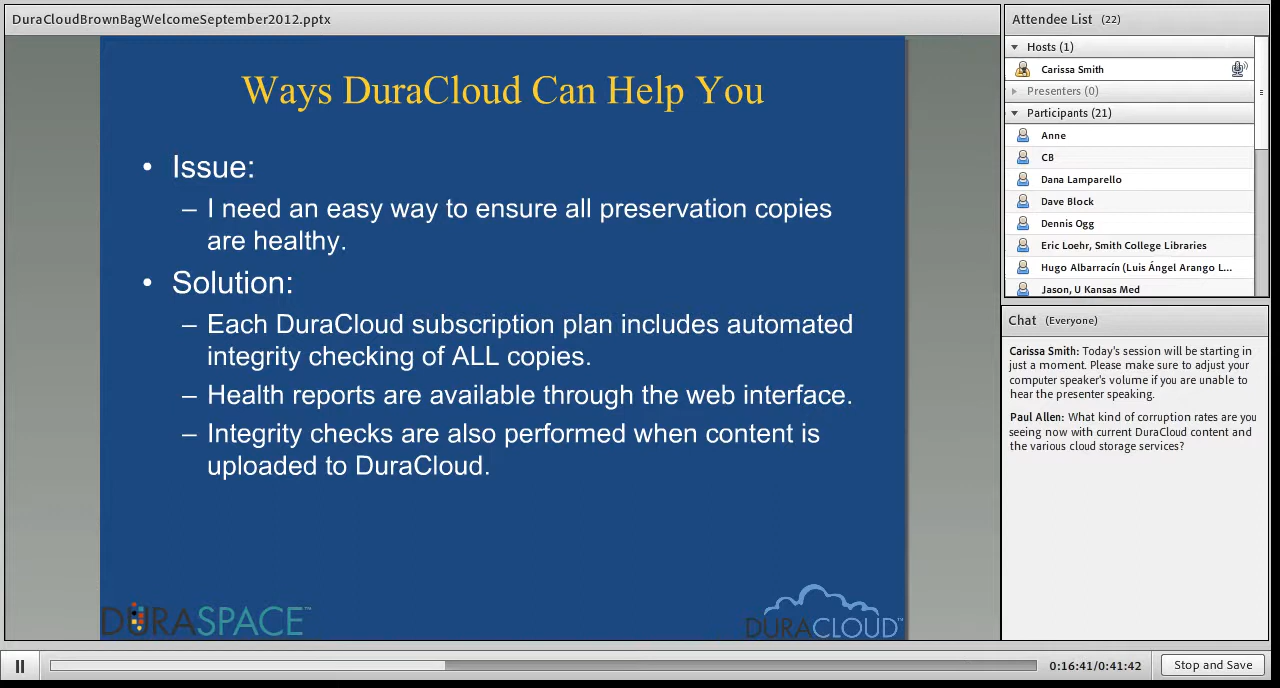 DuraCloudBrownBagWelcomeSeptember2012.pptx
Ways DuraCloud Can Help You
• Issue:
– I need an easy way to ensure all preservation copies
are healthy.
• Solution:
– Each DuraCloud subscription plan includes automated
integrity checking of ALL copies.
– Health reports are available through the web interface.
– Integrity checks are also performed when content is
uploaded to DuraCloud.
DURASPACE™
DURACLOUD™
Attendee List (22)
Hosts (1)
Carissa Smith
Presenters (0)
Participants (21)
Anne
CB
Dana Lamparello
Dave Block
Dennis Ogg
Eric Loehr, Smith College Libraries
Hugo Albarracín (Luis Ángel Arango L...
Jason, U Kansas Med
Chat (Everyone)
Carissa Smith: Today's session will be starting in
just a moment. Please make sure to adjust your
computer speaker's volume if you are unable to
hear the presenter speaking.
Paul Allen: What kind of corruption rates are you
seeing now with current DuraCloud content and
the various cloud storage services?
0:16:41/0:41:42
Stop and Save